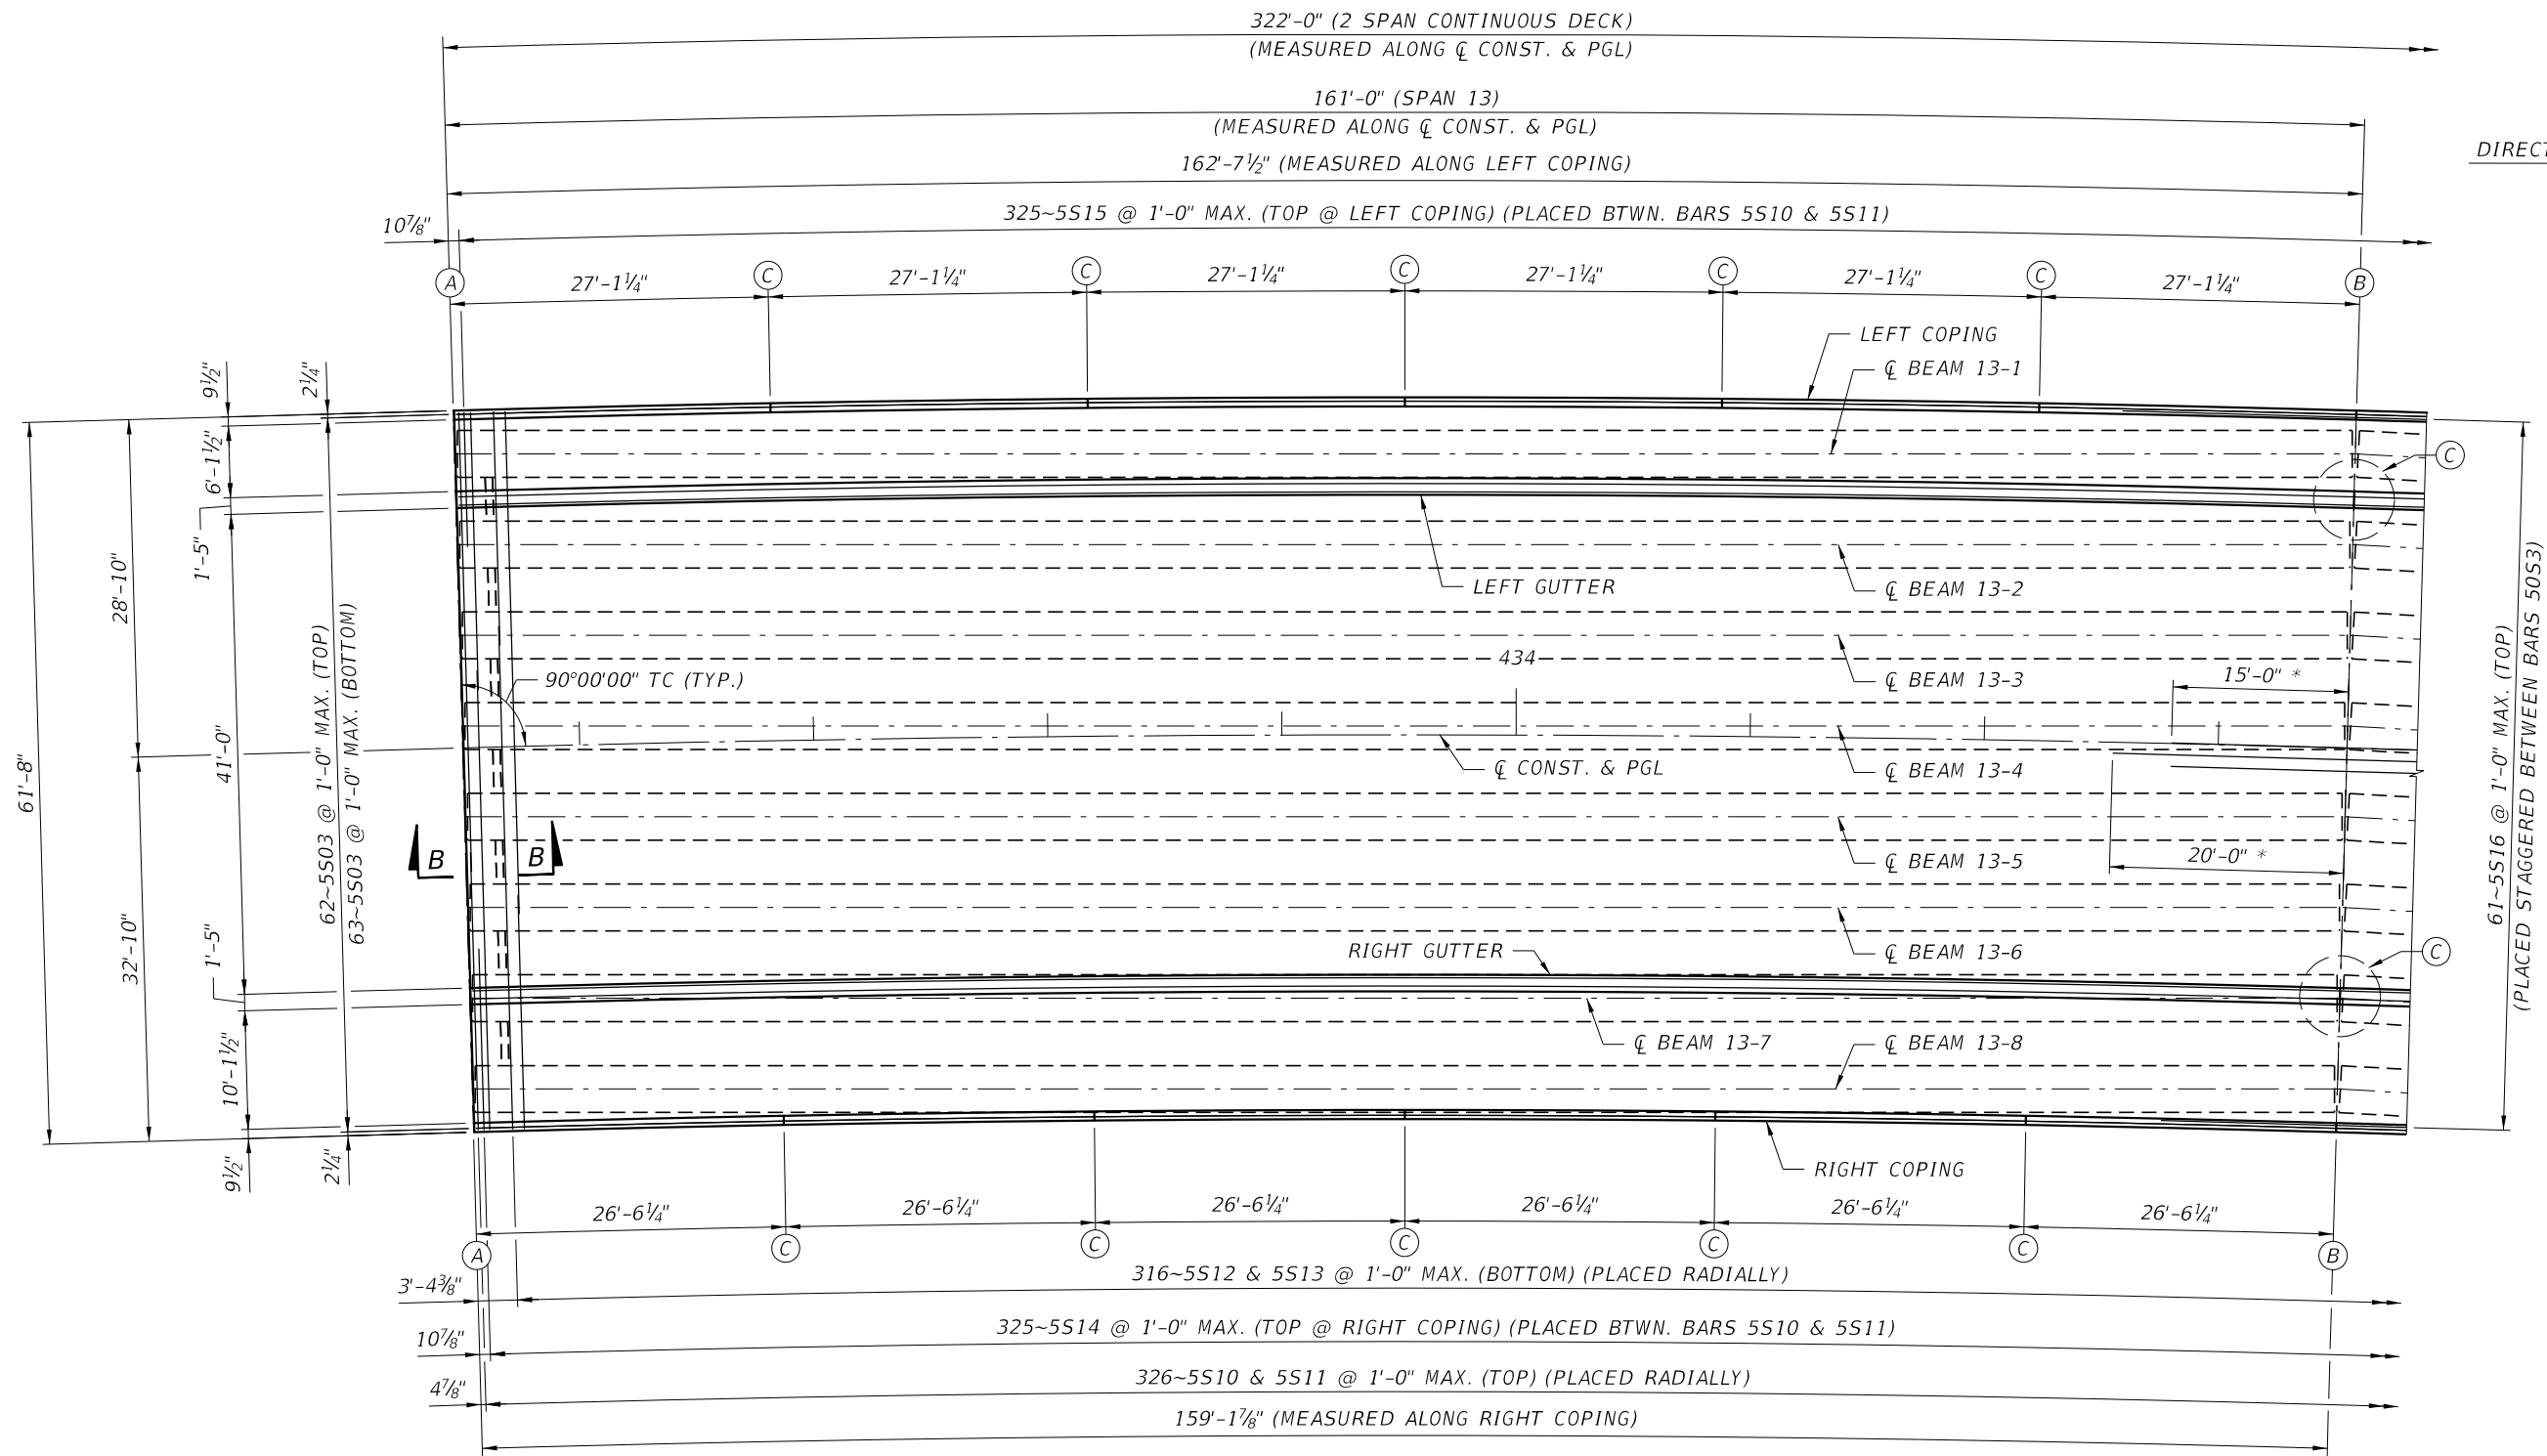 322'-0" (2 SPAN CONTINUOUS DECK)
(MEASURED ALONG ℄ CONST. & PGL)
161'-0" (SPAN 13)
(MEASURED ALONG ℄ CONST. & PGL)
DIRECT
162'-7½" (MEASURED ALONG LEFT COPING)
10⅞"
325~5S15 @ 1'-0" MAX. (TOP @ LEFT COPING) (PLACED BTWN. BARS 5S10 & 5S11)
A 27'-1¼" C 27'-1¼" C 27'-1¼" C 27'-1¼" C 27'-1¼" C 27'-1¼" B
LEFT COPING
℄ BEAM 13-1
9½"
2¼"
6'-1½"
1'-5"
28'-10"
61'-8"
41'-0"
32'-10"
1'-5"
10'-1½"
9½"
2¼"
62~5S03 @ 1'-0" MAX. (TOP)
63~5S03 @ 1'-0" MAX. (BOTTOM)
C
LEFT GUTTER
℄ BEAM 13-2
434
90°00'00" TC (TYP.)
℄ BEAM 13-3
15'-0" *
℄ CONST. & PGL
℄ BEAM 13-4
B B
℄ BEAM 13-5
20'-0" *
RIGHT GUTTER
℄ BEAM 13-6
C
℄ BEAM 13-7
℄ BEAM 13-8
61~5S16 @ 1'-0" MAX. (TOP)
(PLACED STAGGERED BETWEEN BARS 50S3)
RIGHT COPING
26'-6¼" 26'-6¼" 26'-6¼" 26'-6¼" 26'-6¼" 26'-6¼"
A C C C C C B
3'-4⅜"
316~5S12 & 5S13 @ 1'-0" MAX. (BOTTOM) (PLACED RADIALLY)
10⅞"
325~5S14 @ 1'-0" MAX. (TOP @ RIGHT COPING) (PLACED BTWN. BARS 5S10 & 5S11)
4⅞"
326~5S10 & 5S11 @ 1'-0" MAX. (TOP) (PLACED RADIALLY)
159'-1⅞" (MEASURED ALONG RIGHT COPING)